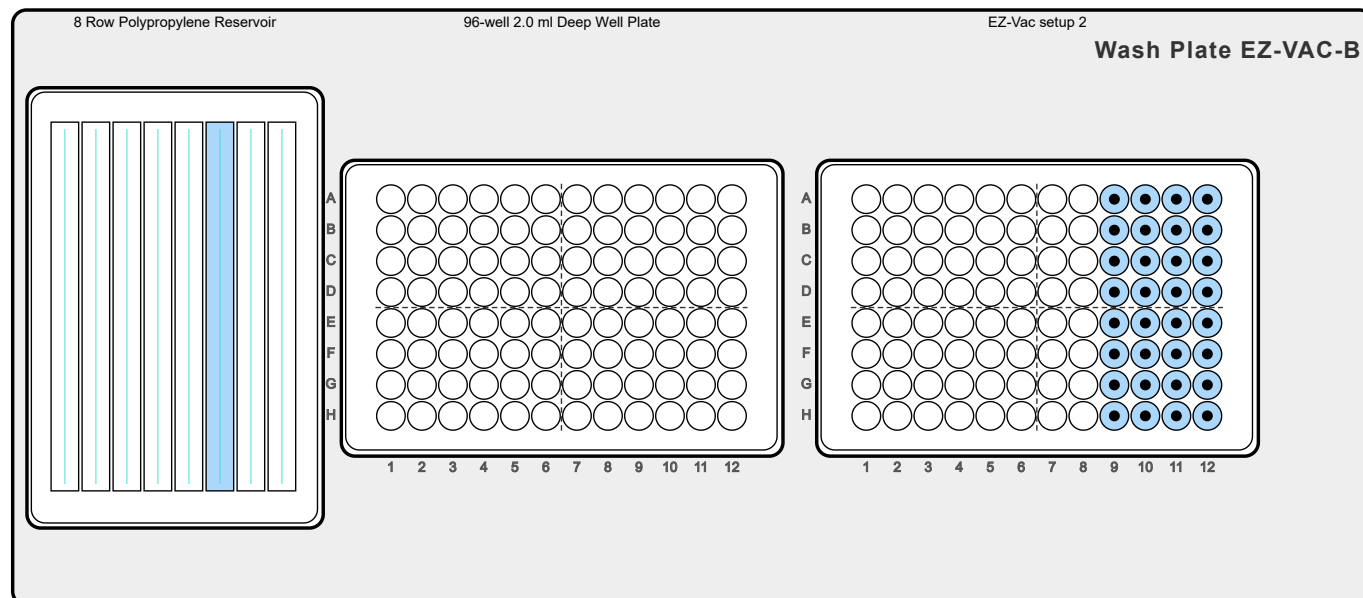 8 Row Polypropylene Reservoir
96-well 2.0 ml Deep Well Plate
EZ-Vac setup 2
Wash Plate EZ-VAC-B
A
B
C
D
E
F
G
H
1 2 3 4 5 6 7 8 9 10 11 12
A
B
C
D
E
F
G
H
1 2 3 4 5 6 7 8 9 10 11 12